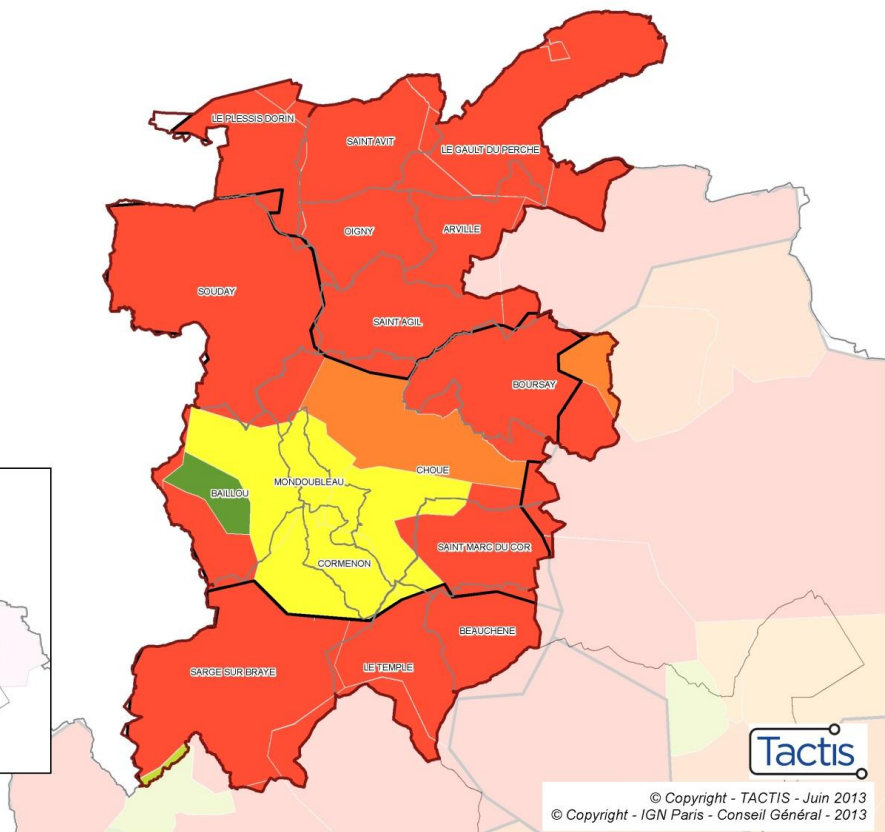 LE PLESSIS DORIN
SAINT AVIT
LE GAULT DU PERCHE
OIGNY
ARVILLE
SOUDAY
SAINT AGIL
BOURSAY
CHOUE
MONDOUBLEAU
BAILLOU
SAINT MARC DU COR
CORMENON
BEAUCHENE
LE TEMPLE
SARGE SUR BRAYE
Tactis
© Copyright - TACTIS - Juin 2013
© Copyright - IGN Paris - Conseil Général - 2013